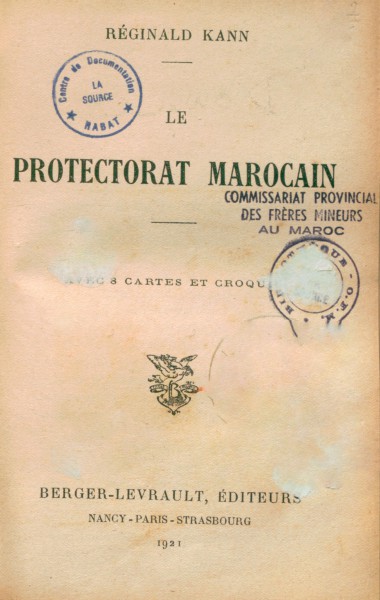 RÉGINALD KANN
Centre de Documentation
LA
SOURCE
★ RABAT ★
LE
PROTECTORAT MAROCAIN
COMMISSARIAT PROVINCIAL
DES FRÈRES MINEURS
AU MAROC
8 CARTES ET CROQU
O.F.M.
BERGER-LEVRAULT, ÉDITEURS
NANCY-PARIS-STRASBOURG
1921